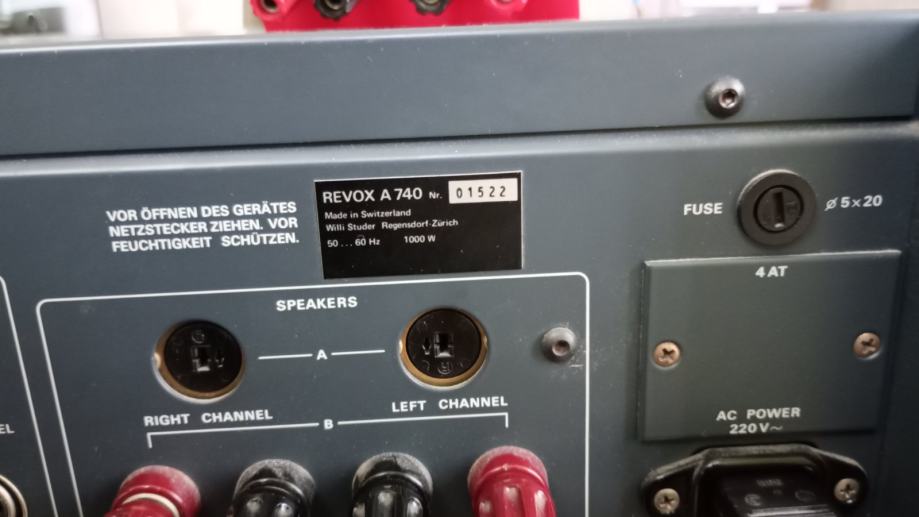 VOR ÖFFNEN DES GERÄTES
NETZSTECKER ZIEHEN. VOR
FEUCHTIGKEIT SCHÜTZEN.
REVOX A 740 Nr. 01522
Made in Switzerland
Willi Studer Regensdorf-Zürich
50 ... 60 Hz 1000 W
FUSE
Ø 5×20
4 AT
SPEAKERS
A
RIGHT CHANNEL
LEFT CHANNEL
B
EL
AC POWER
220 V~